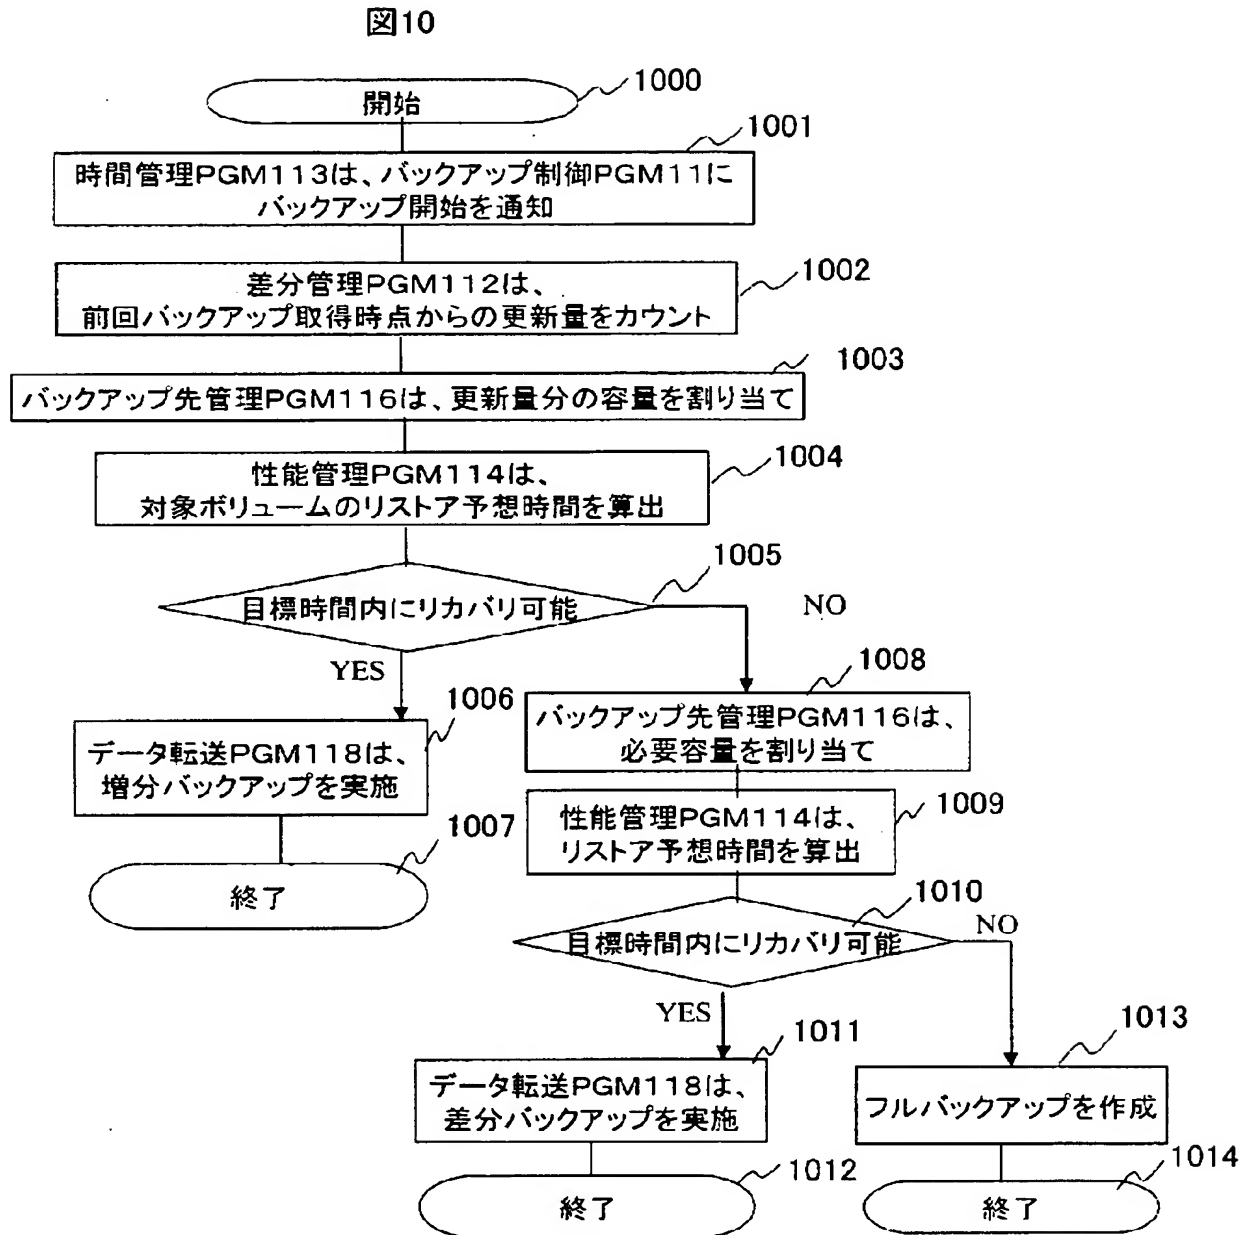 図10
開始
1000
1001
時間管理PGM113は、バックアップ制御PGM11に
バックアップ開始を通知
1002
差分管理PGM112は、
前回バックアップ取得時点からの更新量をカウント
1003
バックアップ先管理PGM116は、更新量分の容量を割り当て
1004
性能管理PGM114は、
対象ボリュームのリストア予想時間を算出
1005
目標時間内にリカバリ可能
NO
YES
1006
データ転送PGM118は、
増分バックアップを実施
1007
終了
1008
バックアップ先管理PGM116は、
必要容量を割り当て
1009
性能管理PGM114は、
リストア予想時間を算出
1010
目標時間内にリカバリ可能
NO
YES
1011
データ転送PGM118は、
差分バックアップを実施
1012
終了
1013
フルバックアップを作成
1014
終了